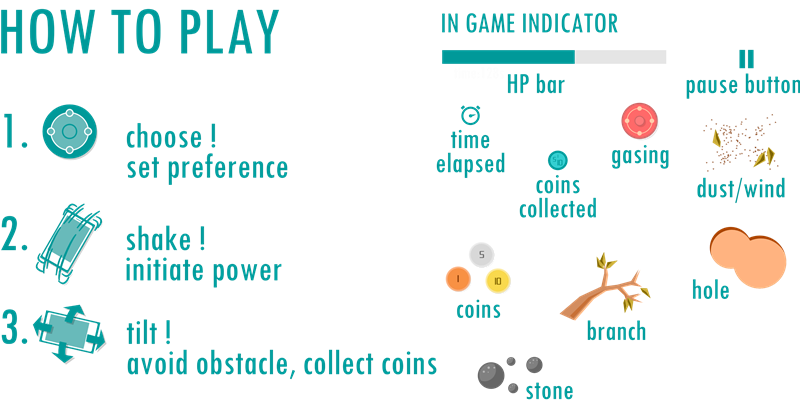 HOW TO PLAY
1.
choose !
set preference
2.
shake !
initiate power
3.
tilt !
avoid obstacle, collect coins
IN GAME INDICATOR
HP bar
pause button
time
elapsed
coins
collected
gasing
dust/wind
5
1
10
coins
branch
hole
stone